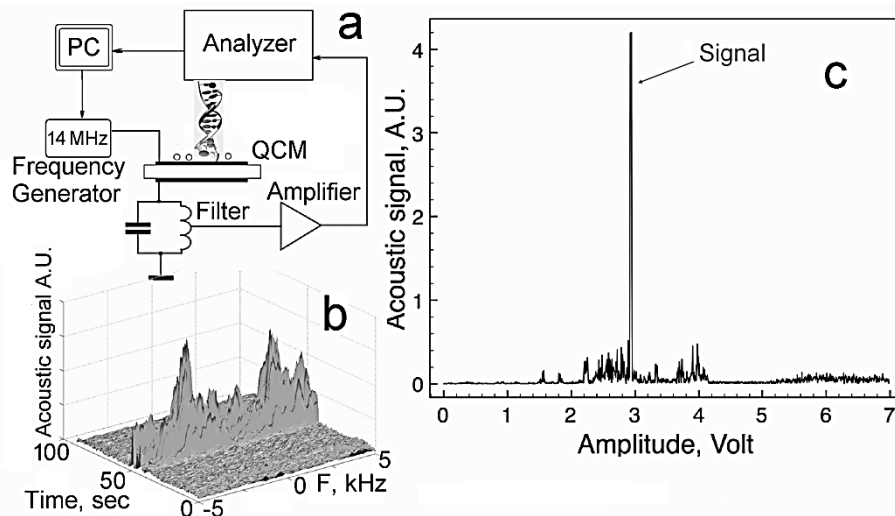 a
PC
Analyzer
14 MHz
Frequency
Generator
QCM
Filter
Amplifier
b
Acoustic signal A.U.
100
50
0
Time, sec
-5
0
5
F, kHz
c
Signal
Acoustic signal, A.U.
4
3
2
1
0
0 1 2 3 4 5 6 7
Amplitude, Volt